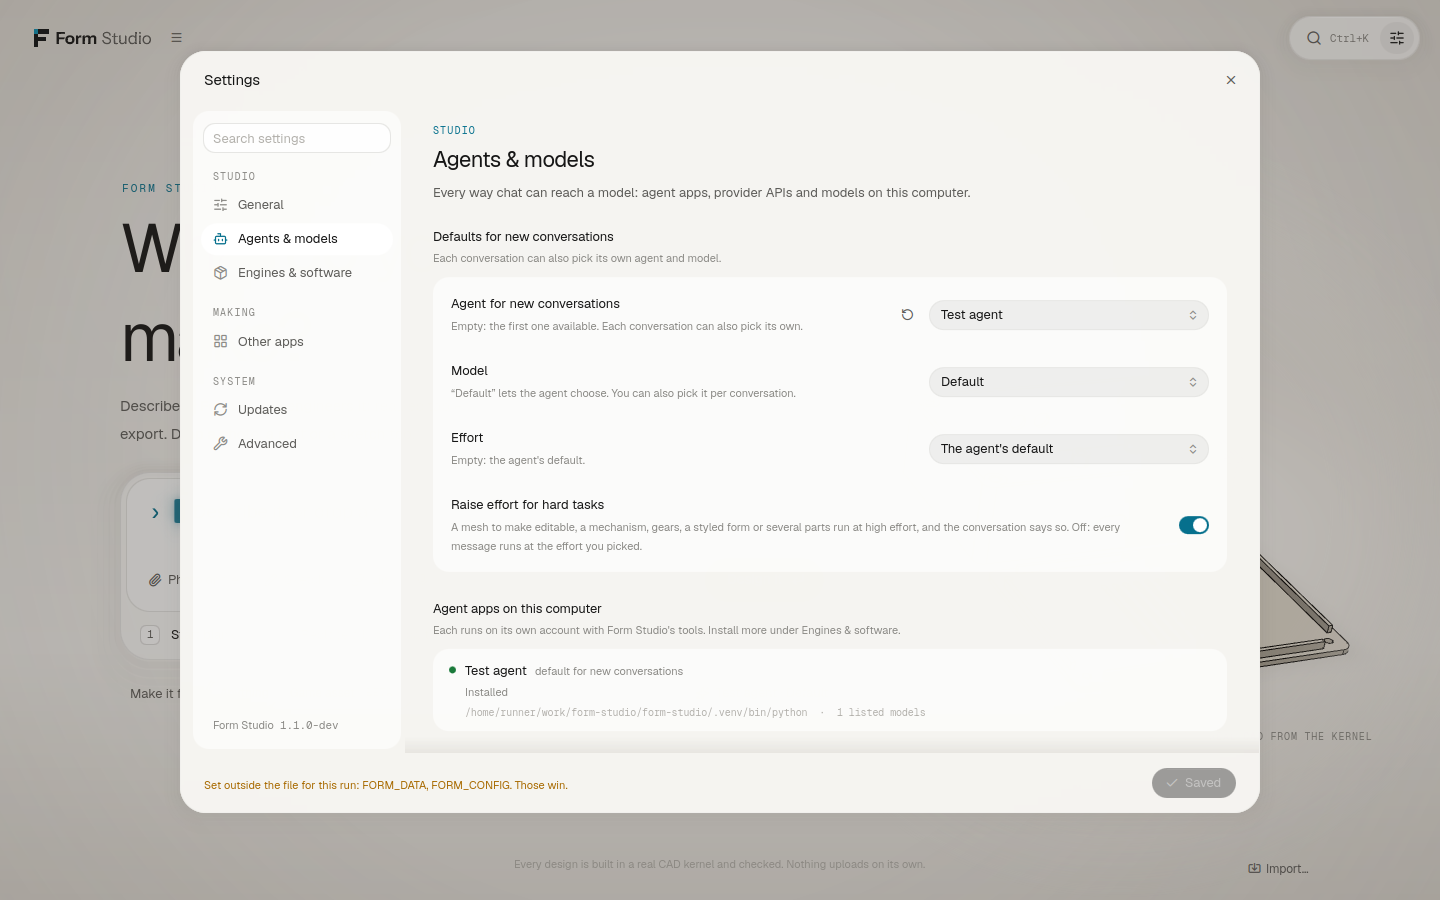 Form Studio
Ctrl+K
Settings
Search settings
STUDIO
General
Agents & models
Engines & software
MAKING
Other apps
SYSTEM
Updates
Advanced
Form Studio 1.1.0-dev
STUDIO
Agents & models
Every way chat can reach a model: agent apps, provider APIs and models on this computer.
Defaults for new conversations
Each conversation can also pick its own agent and model.
Agent for new conversations
Empty: the first one available. Each conversation can also pick its own.
Test agent
Model
“Default” lets the agent choose. You can also pick it per conversation.
Default
Effort
Empty: the agent's default.
The agent's default
Raise effort for hard tasks
A mesh to make editable, a mechanism, gears, a styled form or several parts run at high effort, and the conversation says so. Off: every
message runs at the effort you picked.
Agent apps on this computer
Each runs on its own account with Form Studio's tools. Install more under Engines & software.
Test agent default for new conversations
Installed
/home/runner/work/form-studio/form-studio/.venv/bin/python · 1 listed models
Set outside the file for this run: FORM_DATA, FORM_CONFIG. Those win.
Saved
FORM ST
W
ma
Describe
export. D
Ph
1
Make it f
FROM THE KERNEL
Every design is built in a real CAD kernel and checked. Nothing uploads on its own.
Import...